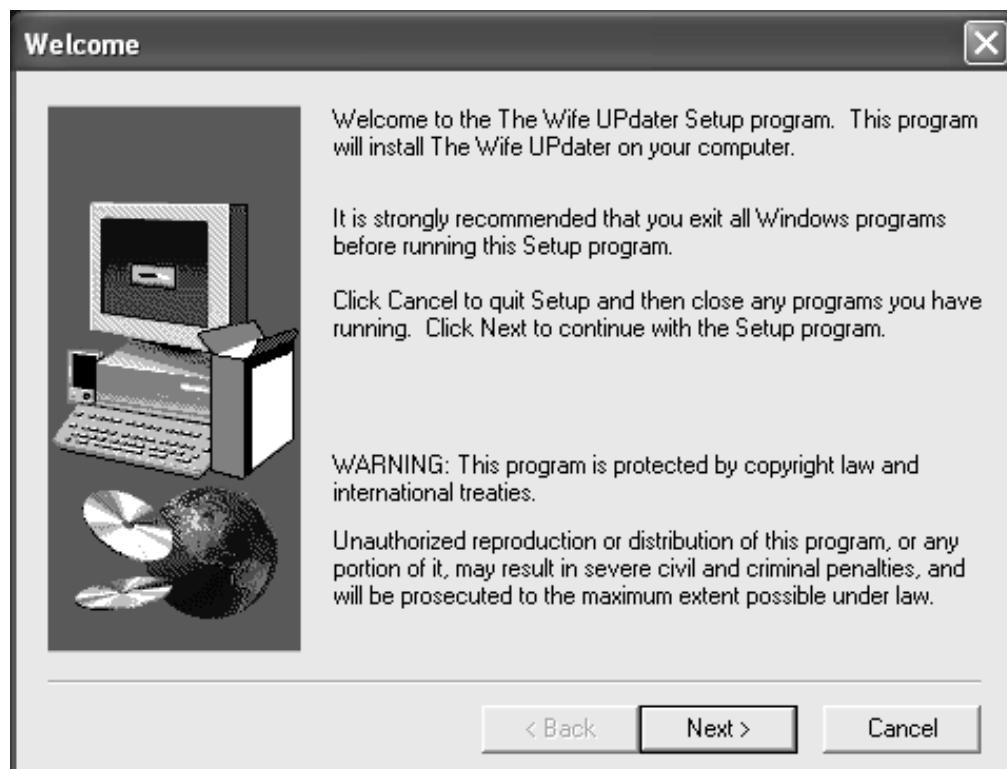 Welcome
Welcome to the The Wife UPdater Setup program.  This program
will install The Wife UPdater on your computer.
It is strongly recommended that you exit all Windows programs
before running this Setup program.
Click Cancel to quit Setup and then close any programs you have
running.  Click Next to continue with the Setup program.
WARNING: This program is protected by copyright law and
international treaties.
Unauthorized reproduction or distribution of this program, or any
portion of it, may result in severe civil and criminal penalties, and
will be prosecuted to the maximum extent possible under law.
< Back
Next >
Cancel